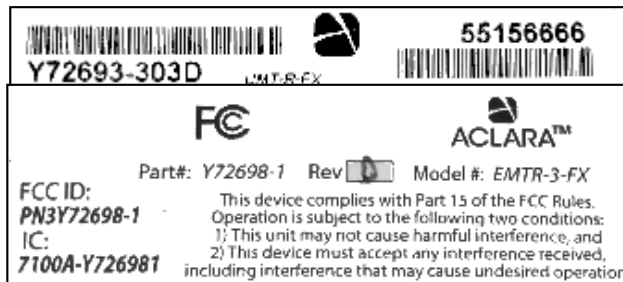 55156666
Y72693-303D UMT-R-FX
FC
ACLARA™
Part#: Y72698-1 Rev D Model #: EMTR-3-FX
FCC ID:
PN3Y72698-1
IC:
7100A-Y726981
This device complies with Part 15 of the FCC Rules.
Operation is subject to the following two conditions:
1) This unit may not cause harmful interference, and
2) This device must accept any interference received,
including interference that may cause undesired operation